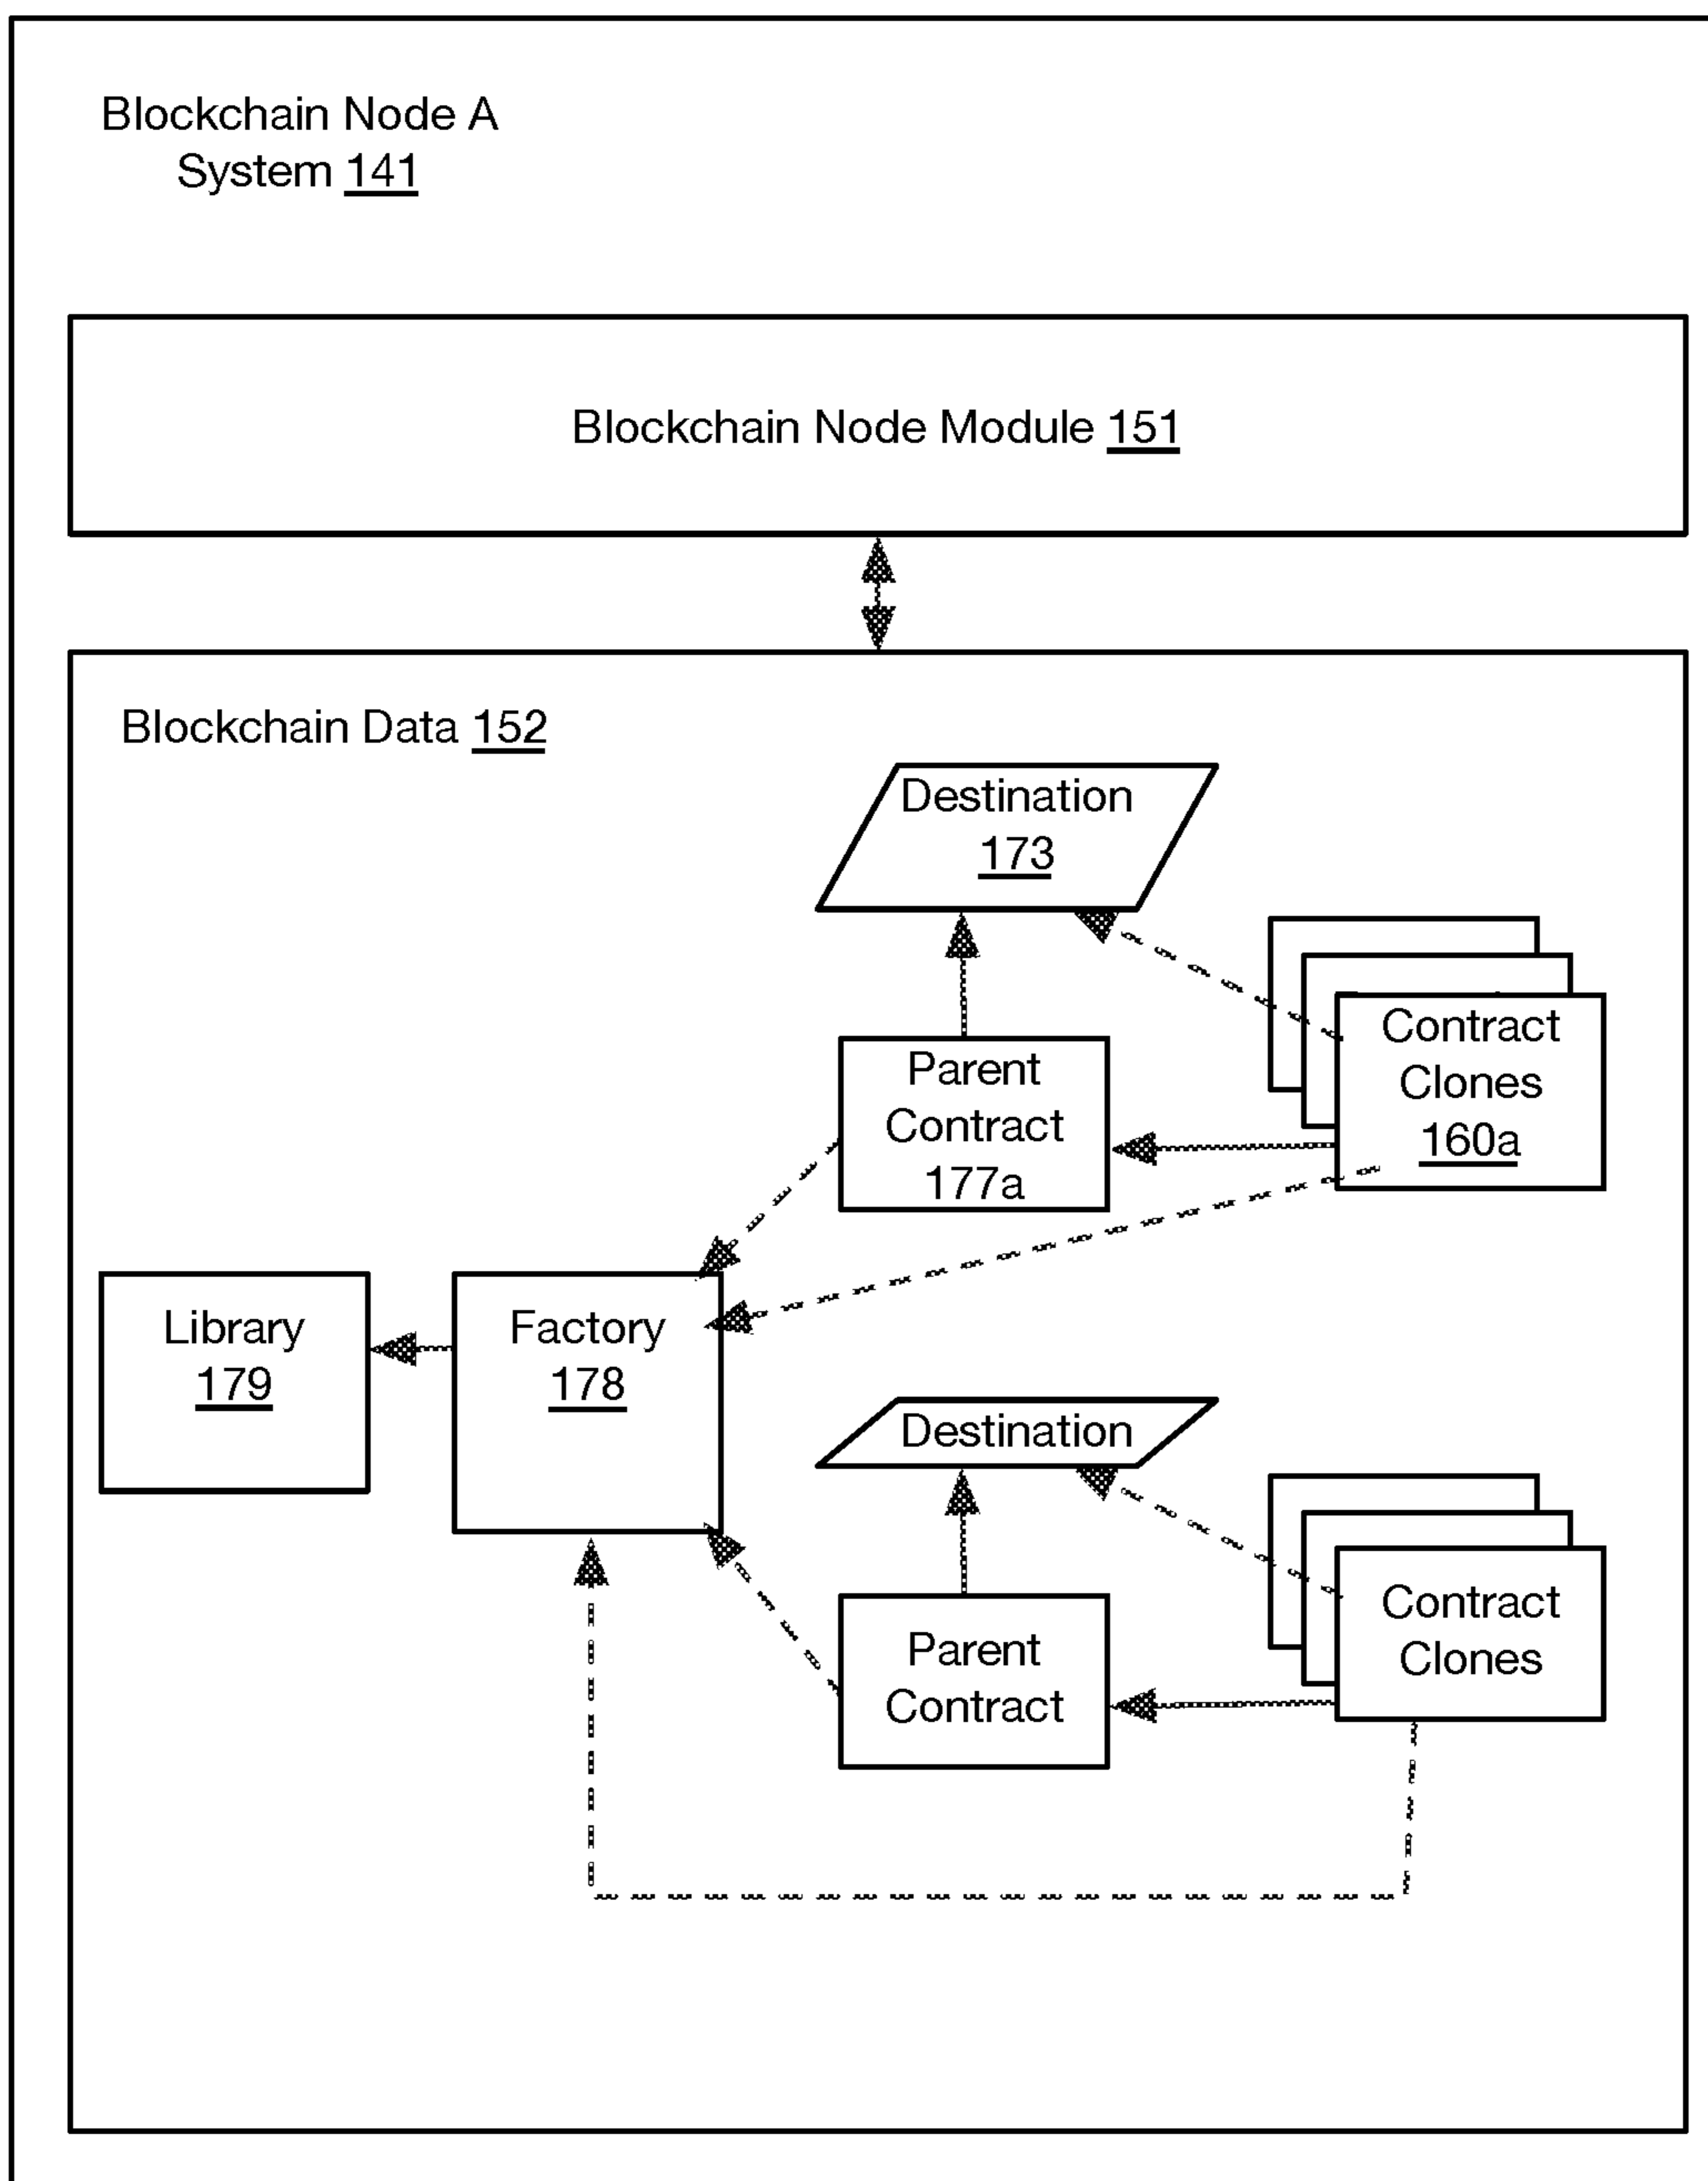 Blockchain Node A
System 141
Blockchain Node Module 151
Blockchain Data 152
Destination
173
Contract
Clones
160a
Parent
Contract
177a
Library
179
Factory
178
Destination
Contract
Clones
Parent
Contract